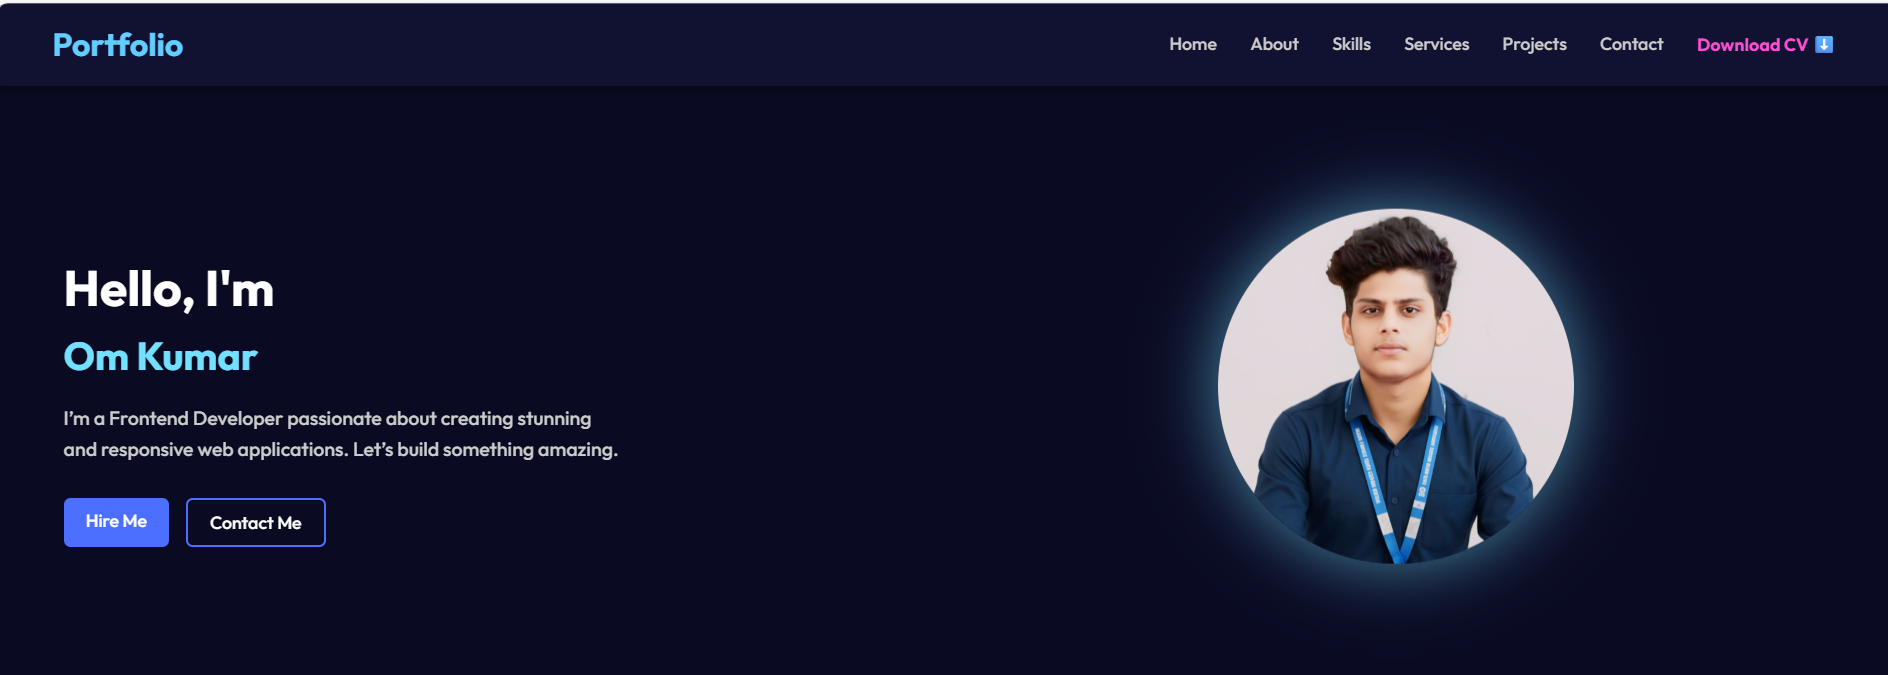 Portfolio
Home About Skills Services Projects Contact Download CV ⬇️
Hello, I'm
Om Kumar
I’m a Frontend Developer passionate about creating stunning
and responsive web applications. Let’s build something amazing.
Hire Me Contact Me